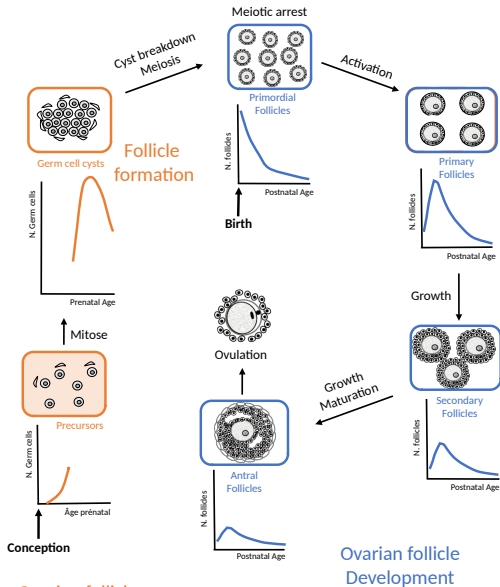 Meiotic arrest
Cyst breakdown
Meiosis
Activation
Primordial
Follicles
Germ cell cysts
Follicle
formation
Primary
Follicles
N. Germ cells
Prenatal Age
N. follides
Postnatal Age
Birth
N. follicles
Postnatal Age
Mitose
Growth
Ovulation
Precursors
Growth
Maturation
Secondary
Follicles
N. Germ cells
Âge prénatal
Antral
Follicles
N. follicles
Postnatal Age
Conception
N. follicles
Postnatal Age
Ovarian follicle
Development